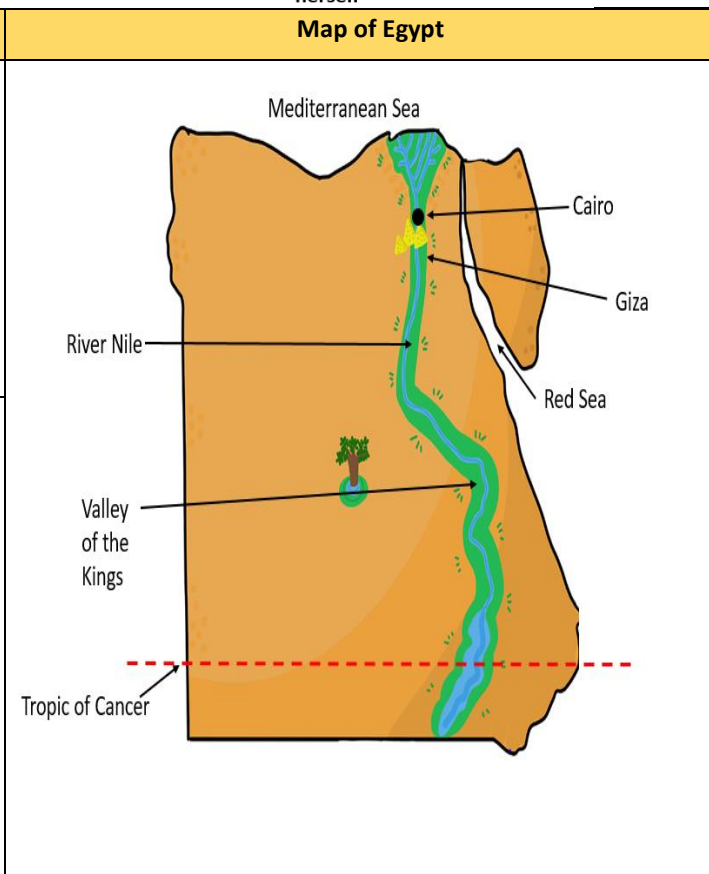 Map of Egypt
Mediterranean Sea
Cairo
Giza
River Nile
Red Sea
Valley
of the
Kings
Tropic of Cancer